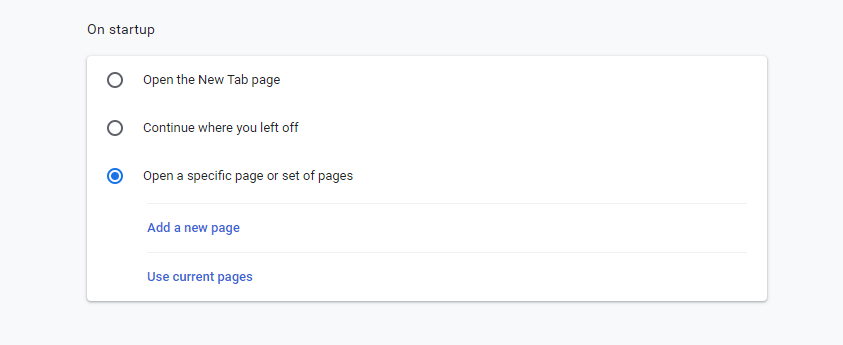 On startup
Open the New Tab page
Continue where you left off
Open a specific page or set of pages
Add a new page
Use current pages